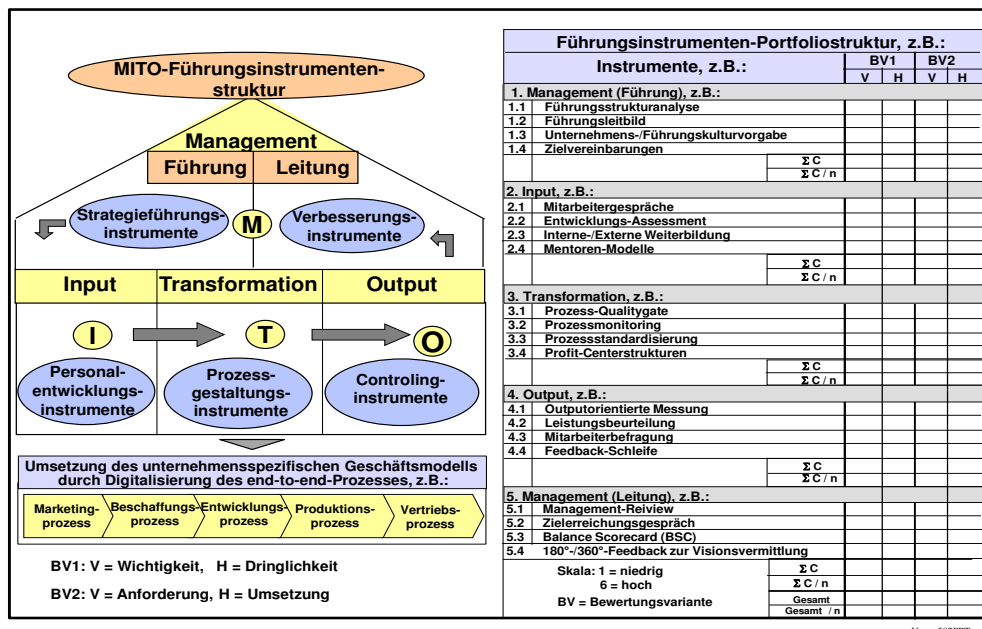 MITO-Führungsinstrumenten-
struktur
Management
Führung Leitung
Strategieführungs-
instrumente
M
Verbesserungs-
instrumente
Input Transformation Output
I
T
O
Personal-
entwicklungs-
instrumente
Prozess-
gestaltungs-
instrumente
Controling-
instrumente
Umsetzung des unternehmensspezifischen Geschäftsmodells
durch Digitalisierung des end-to-end-Prozesses, z.B.:
Marketing-
prozess
Beschaffungs-
prozess
Entwicklungs-
prozess
Produktions-
prozess
Vertriebs-
prozess
BV1: V = Wichtigkeit, H = Dringlichkeit
BV2: V = Anforderung, H = Umsetzung
Führungsinstrumenten-Portfoliostruktur, z.B.:
Instrumente, z.B.: BV1 BV2
V H V H
1. Management (Führung), z.B.:
1.1 Führungsstrukturanalyse
1.2 Führungsleitbild
1.3 Unternehmens-/Führungskulturvorgabe
1.4 Zielvereinbarungen
Σ C
Σ C / n
2. Input, z.B.:
2.1 Mitarbeitergespräche
2.2 Entwicklungs-Assessment
2.3 Interne-/Externe Weiterbildung
2.4 Mentoren-Modelle
Σ C
Σ C / n
3. Transformation, z.B.:
3.1 Prozess-Qualitygate
3.2 Prozessmonitoring
3.3 Prozessstandardisierung
3.4 Profit-Centerstrukturen
Σ C
Σ C / n
4. Output, z.B.:
4.1 Outputorientierte Messung
4.2 Leistungsbeurteilung
4.3 Mitarbeiterbefragung
4.4 Feedback-Schleife
Σ C
Σ C / n
5. Management (Leitung), z.B.:
5.1 Management-Reiview
5.2 Zielerreichungsgespräch
5.3 Balance Scorecard (BSC)
5.4 180°-/360°-Feedback zur Visionsvermittlung
Skala: 1 = niedrig
6 = hoch
BV = Bewertungsvariante
Σ C
Σ C / n
Gesamt
Gesamt / n